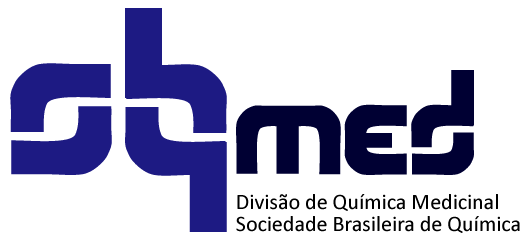 sbqmed
Divisão de Química Medicinal
Sociedade Brasileira de Química